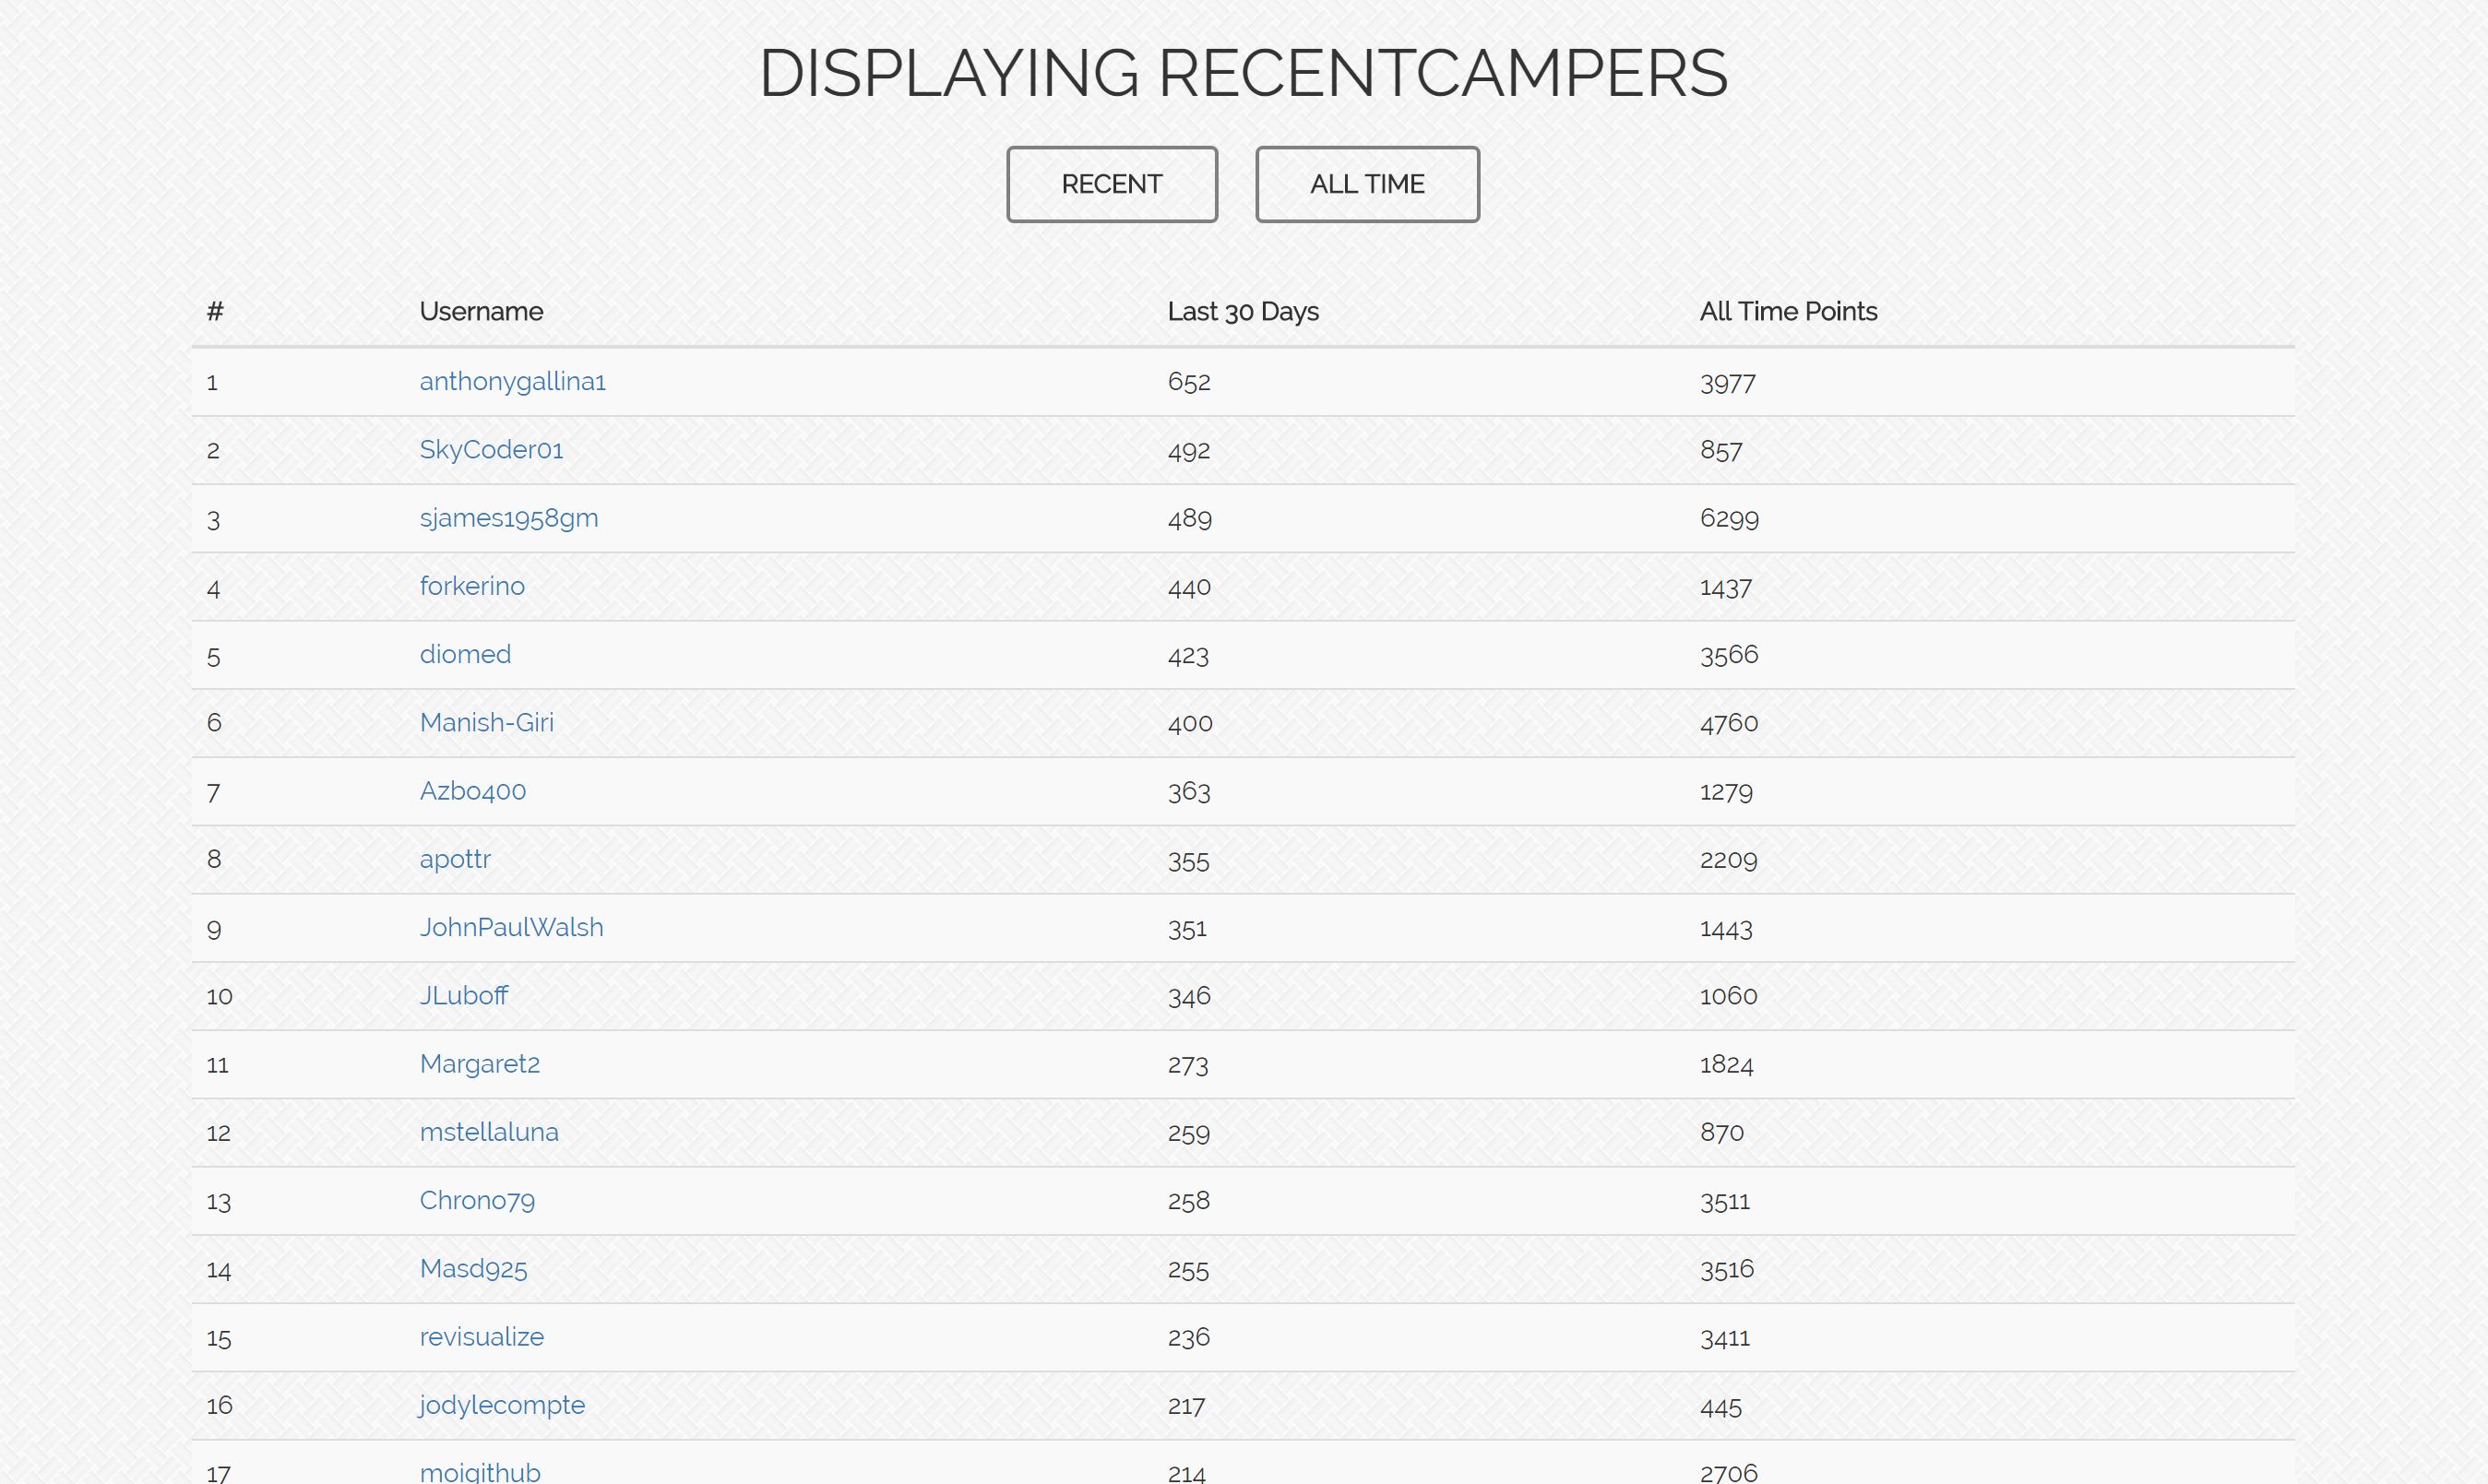 DISPLAYING RECENTCAMPERS
RECENT ALL TIME
# Username Last 30 Days All Time Points
1 anthonygallina1 652 3977
2 SkyCoder01 492 857
3 sjames1958gm 489 6299
4 forkerino 440 1437
5 diomed 423 3566
6 Manish-Giri 400 4760
7 Azbo400 363 1279
8 apottr 355 2209
9 JohnPaulWalsh 351 1443
10 JLuboff 346 1060
11 Margaret2 273 1824
12 mstellaluna 259 870
13 Chrono79 258 3511
14 Masd925 255 3516
15 revisualize 236 3411
16 jodylecompte 217 445
17 moigithub 214 2706